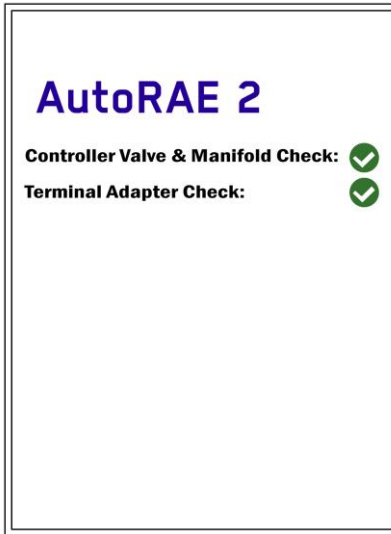 AutoRAE 2
Controller Valve & Manifold Check:
Terminal Adapter Check: